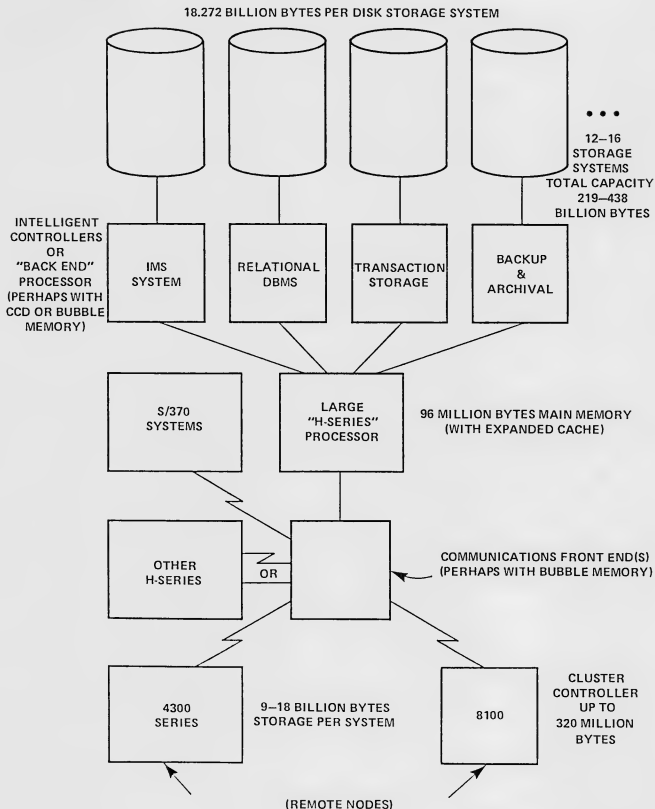 18.272 BILLION BYTES PER DISK STORAGE SYSTEM
• • •
12–16
STORAGE
SYSTEMS
TOTAL CAPACITY
219–438
BILLION BYTES
INTELLIGENT
CONTROLLERS
OR
"BACK END"
PROCESSOR
(PERHAPS WITH
CCD OR BUBBLE
MEMORY)
IMS
SYSTEM
RELATIONAL
DBMS
TRANSACTION
STORAGE
BACKUP
&
ARCHIVAL
S/370
SYSTEMS
LARGE
"H-SERIES"
PROCESSOR
96 MILLION BYTES MAIN MEMORY
(WITH EXPANDED CACHE)
OTHER
H-SERIES
OR
COMMUNICATIONS FRONT END(S)
(PERHAPS WITH BUBBLE MEMORY)
4300
SERIES
9–18 BILLION BYTES
STORAGE PER SYSTEM
8100
CLUSTER
CONTROLLER
UP TO
320 MILLION
BYTES
(REMOTE NODES)